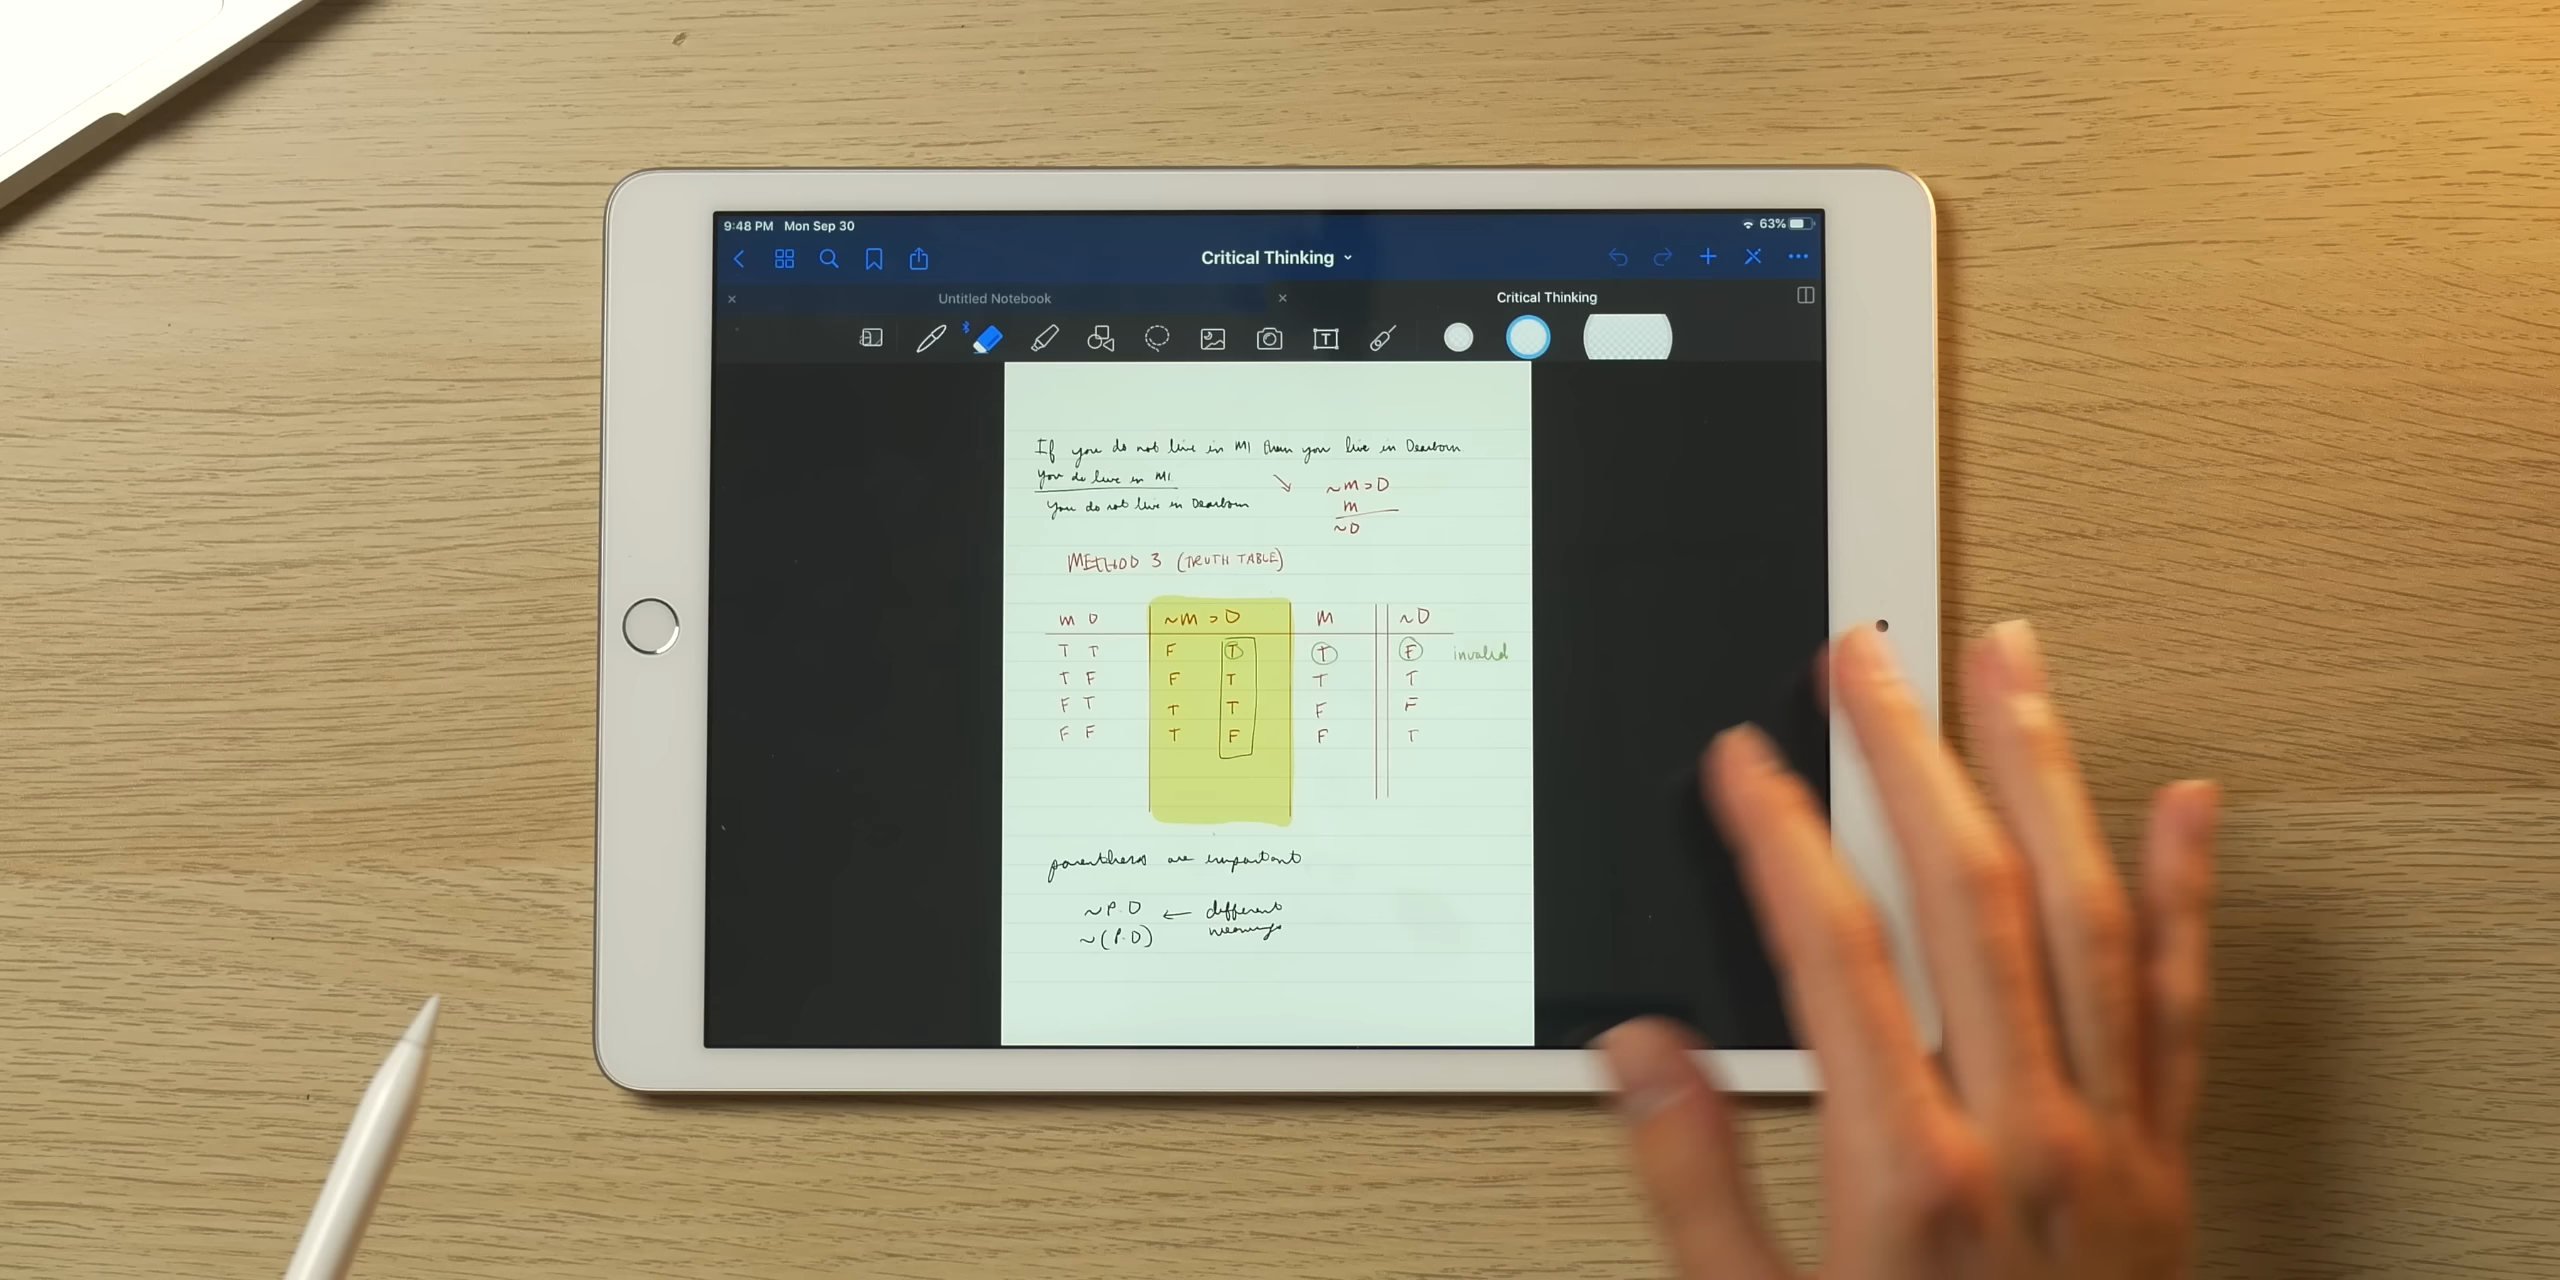 9:48 PM Mon Sep 30 63%
Critical Thinking
Untitled Notebook Critical Thinking
T
If you do not live in MI then you live in Dearborn
You do live in MI
You do not live in Dearborn
~M ⊃ D
M
~D
METHOD 3 (TRUTH TABLE)
M D ~M ⊃ D M ~D
T T F T T F invalid
T F F T T T
F T T T F F
F F T F F T
parenthesis are important
~P·D ← different
~(P·D) meanings